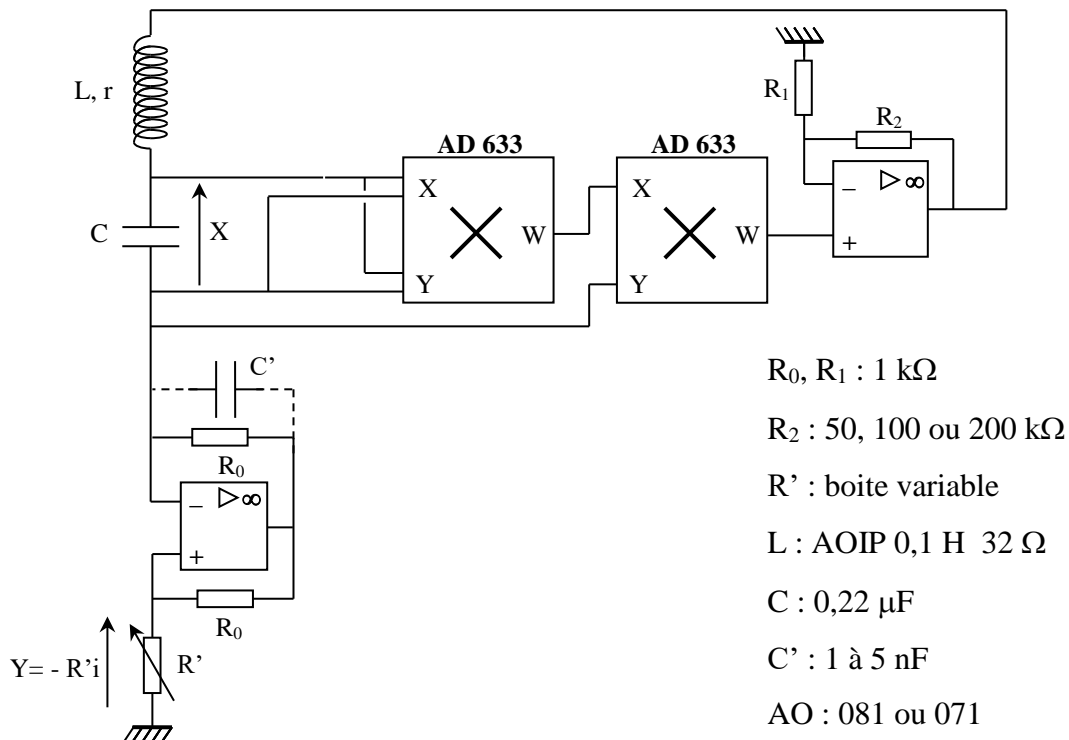 L, r
R₁
R₂
AD 633
AD 633
▷ ∞
−
+
X
Y
W
X
Y
W
C
X
C’
R₀
▷ ∞
−
+
R₀
Y= - R’i
R’
R₀, R₁ : 1 kΩ
R₂ : 50, 100 ou 200 kΩ
R’ : boite variable
L : AOIP 0,1 H 32 Ω
C : 0,22 µF
C’ : 1 à 5 nF
AO : 081 ou 071